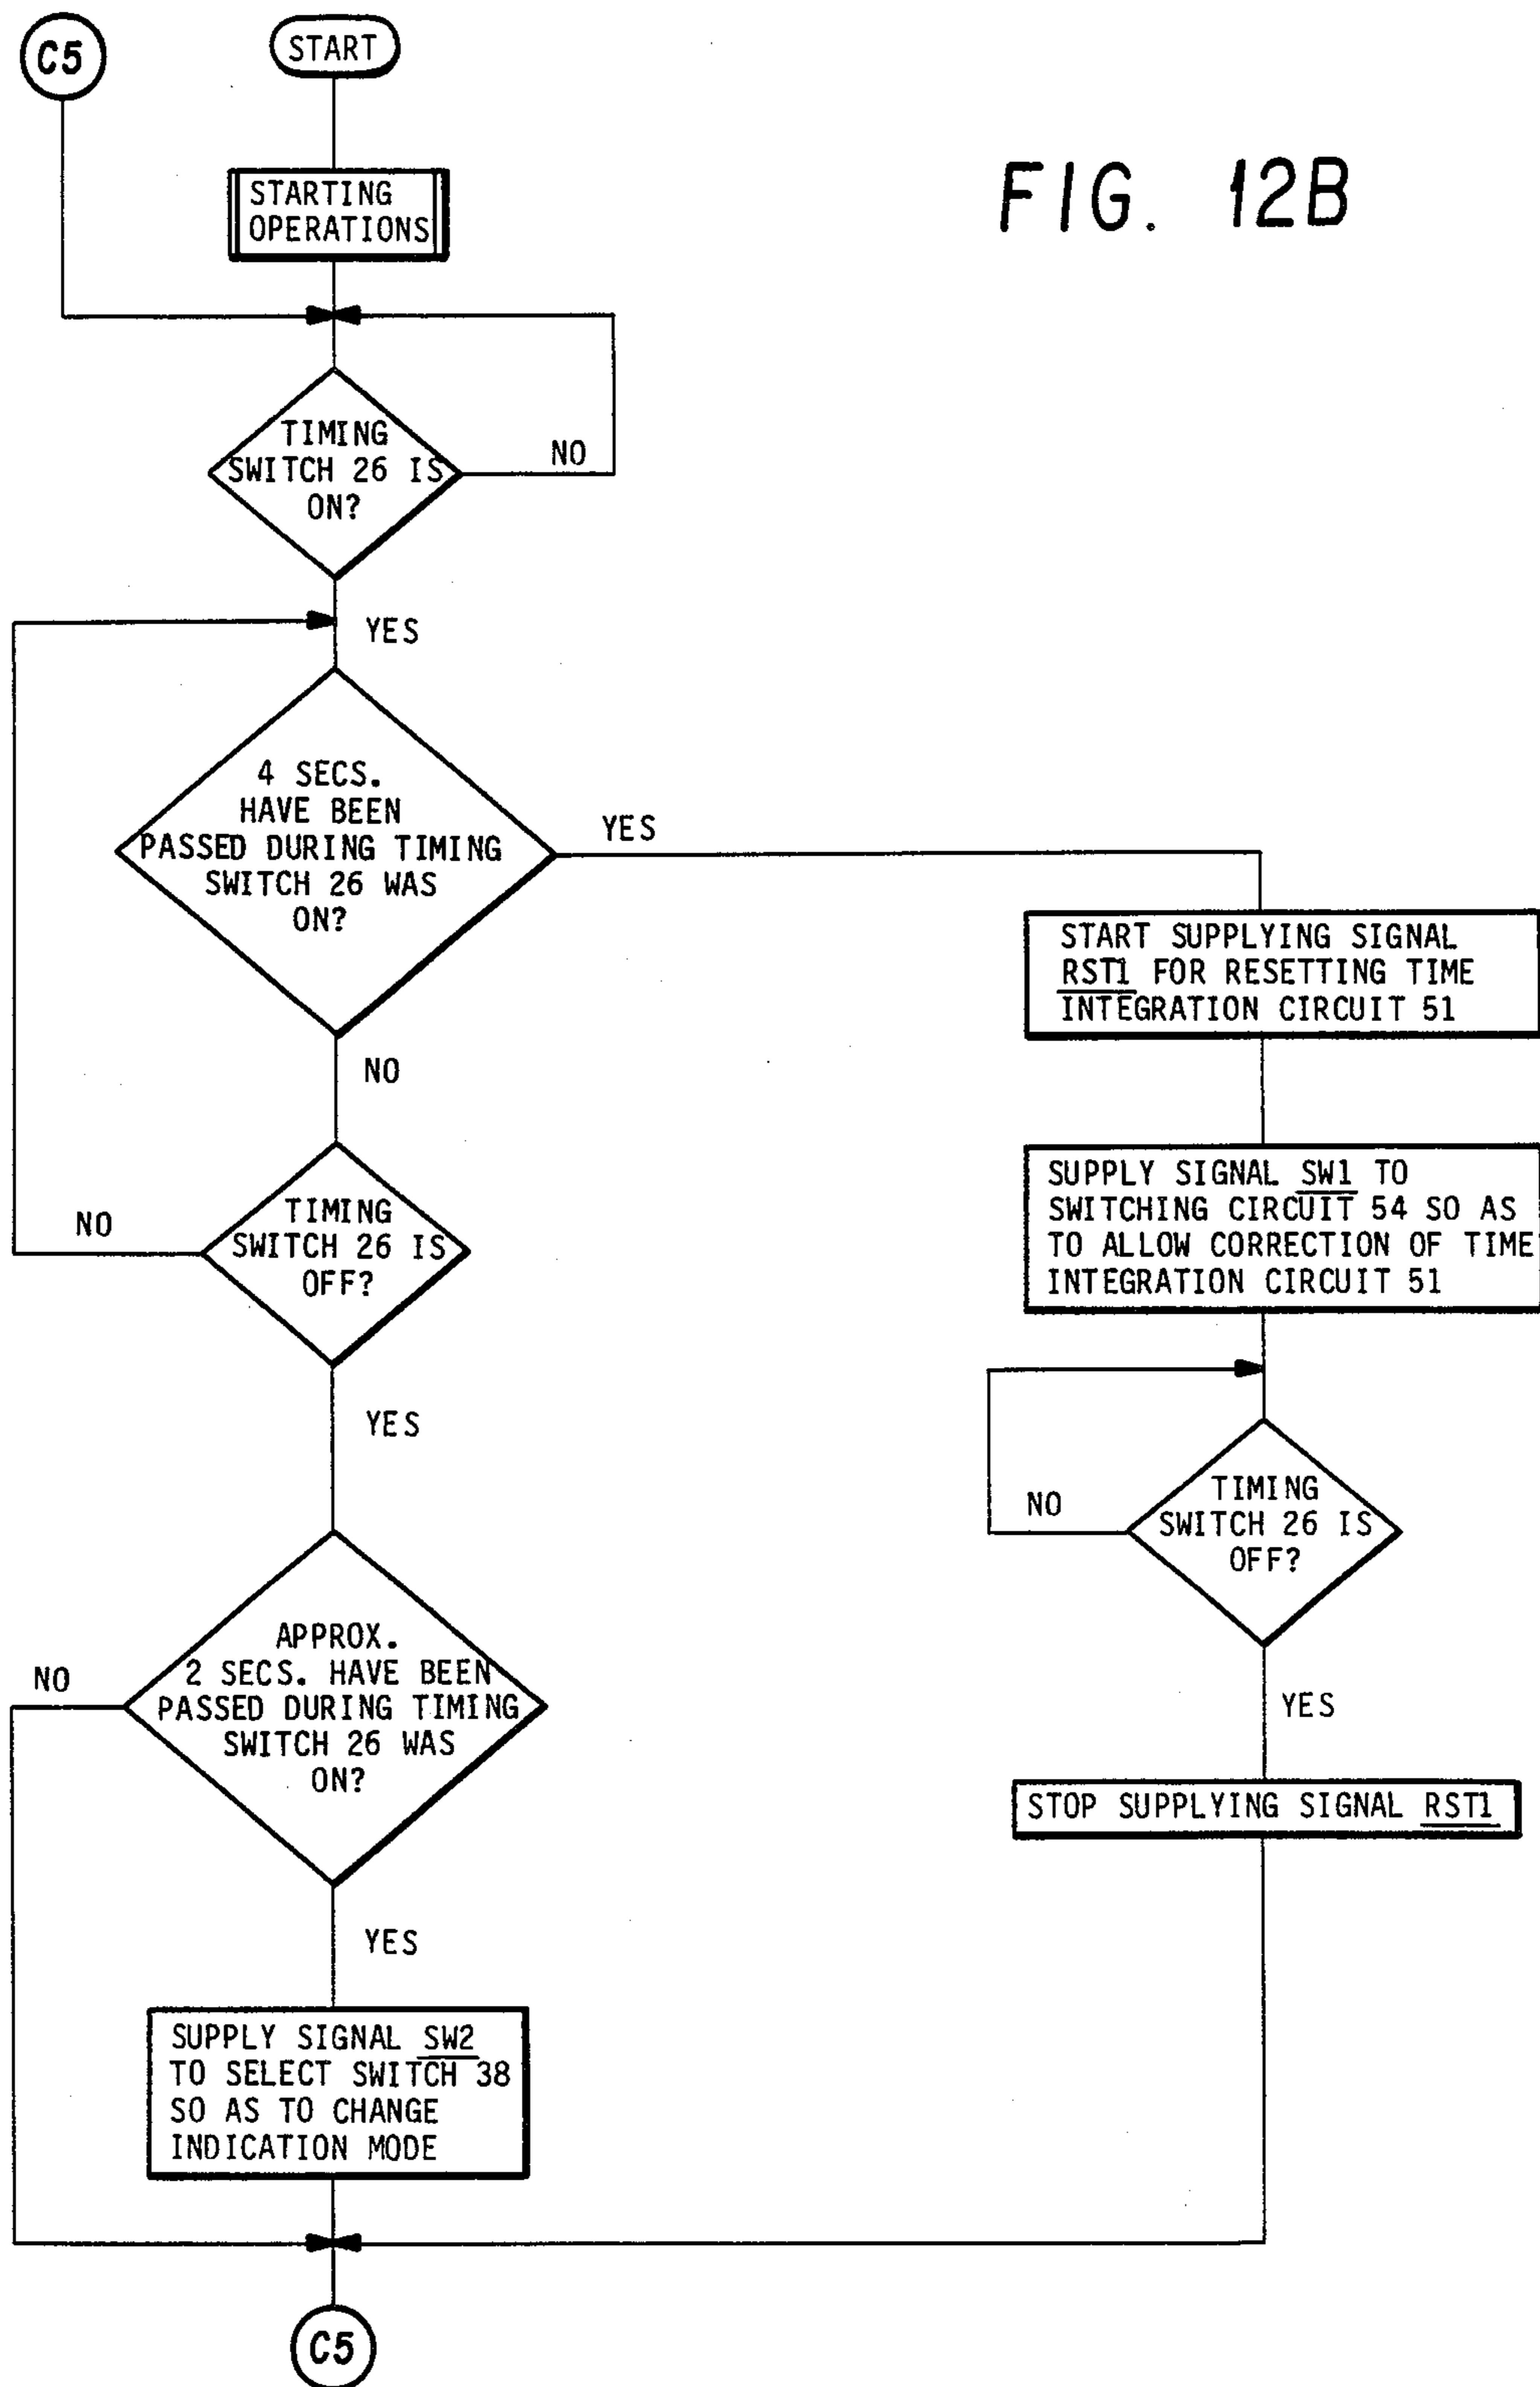 C5
START
FIG. 12B
STARTING
OPERATIONS
TIMING
SWITCH 26 IS
ON?
NO
YES
4 SECS.
HAVE BEEN
PASSED DURING TIMING
SWITCH 26 WAS
ON?
YES
START SUPPLYING SIGNAL
RST1 FOR RESETTING TIME
INTEGRATION CIRCUIT 51
NO
SUPPLY SIGNAL SW1 TO
SWITCHING CIRCUIT 54 SO AS
TO ALLOW CORRECTION OF TIME
INTEGRATION CIRCUIT 51
TIMING
SWITCH 26 IS
OFF?
NO
YES
TIMING
SWITCH 26 IS
OFF?
NO
YES
APPROX.
2 SECS. HAVE BEEN
PASSED DURING TIMING
SWITCH 26 WAS
ON?
NO
STOP SUPPLYING SIGNAL RST1
YES
SUPPLY SIGNAL SW2
TO SELECT SWITCH 38
SO AS TO CHANGE
INDICATION MODE
C5